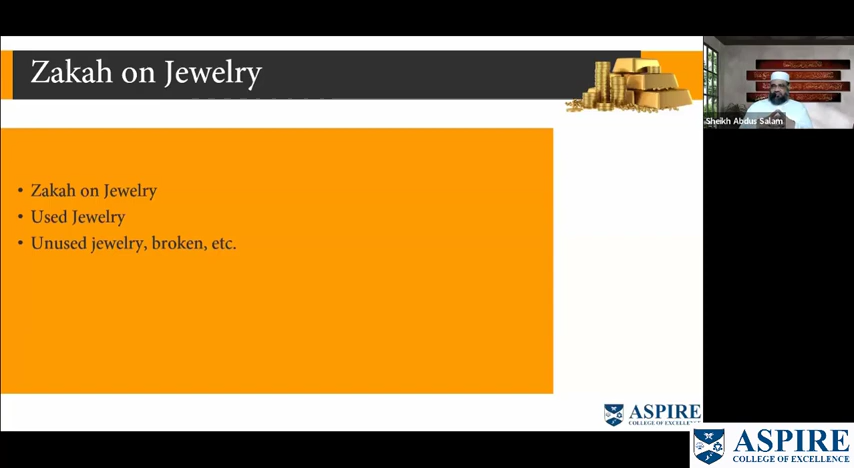 Zakah on Jewelry
Sheikh Abdus Salam
• Zakah on Jewelry
• Used Jewelry
• Unused jewelry, broken, etc.
ASPIRE
COLLEGE OF EXCELLENCE
ASPIRE
COLLEGE OF EXCELLENCE